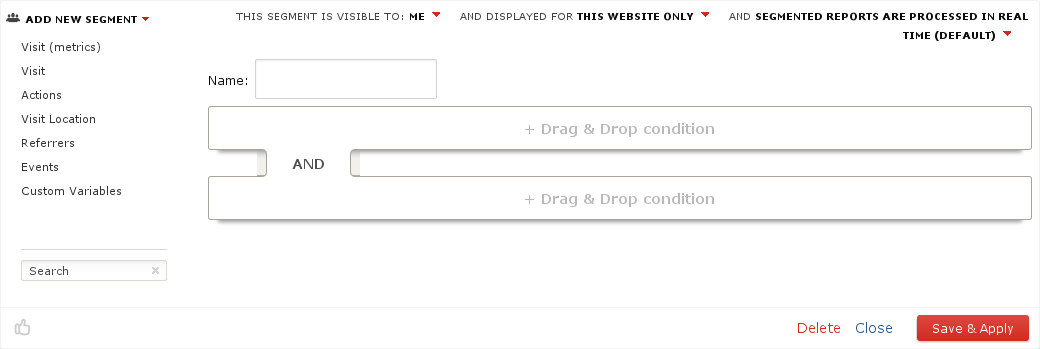 ADD NEW SEGMENT
THIS SEGMENT IS VISIBLE TO: ME AND DISPLAYED FOR THIS WEBSITE ONLY AND SEGMENTED REPORTS ARE PROCESSED IN REAL
TIME (DEFAULT)
Visit (metrics)
Visit
Actions
Visit Location
Referrers
Events
Custom Variables
Search
Name:
+ Drag & Drop condition
AND
+ Drag & Drop condition
Delete Close Save & Apply